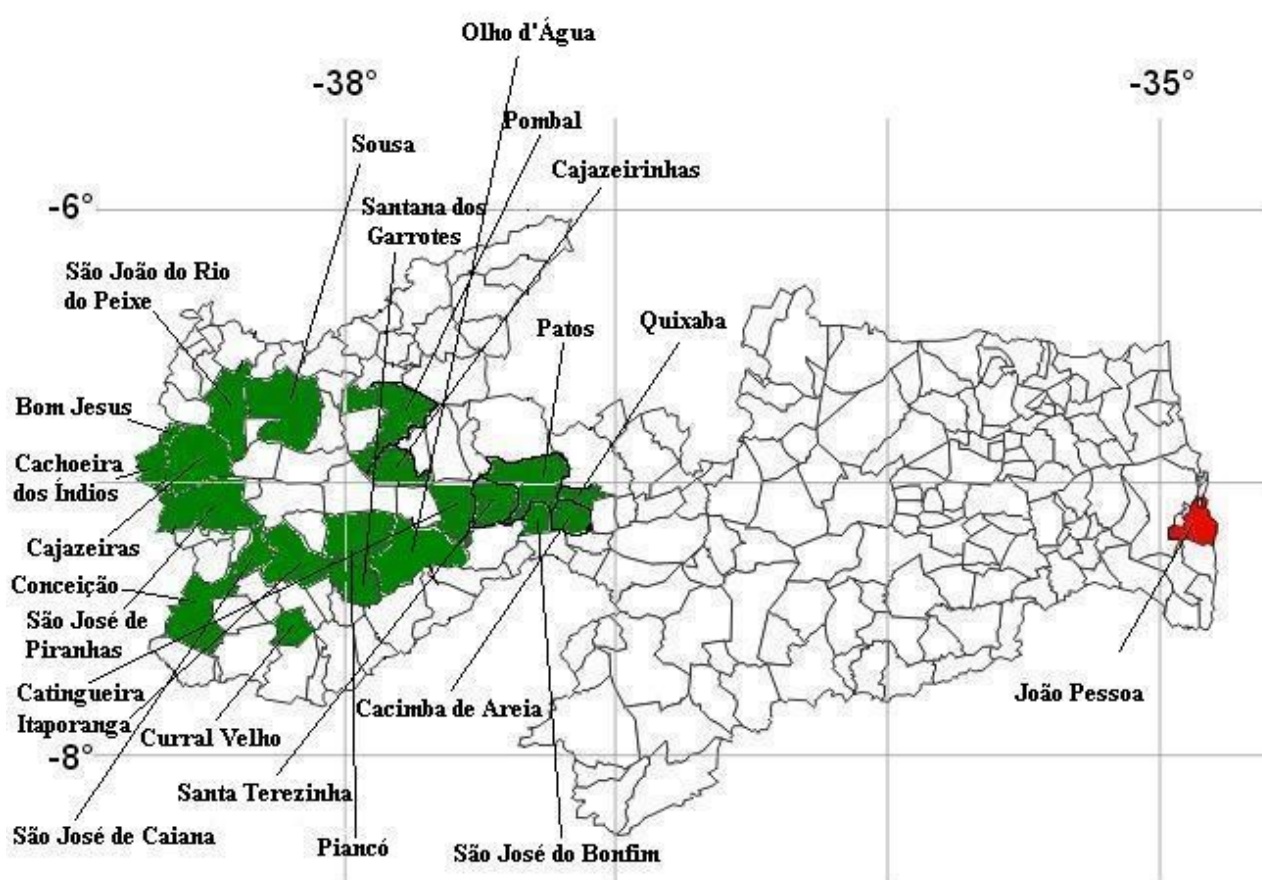 Olho d'Água
-38°
-35°
Pombal
Sousa
Cajazeirinhas
-6°
Santana dos
Garrotes
São João do Rio
do Peixe
Patos
Quixaba
Bom Jesus
Cachoeira
dos Índios
Cajazeiras
Conceição
São José de
Piranhas
Catingueira
Itaporanga
Cacimba de Areia
João Pessoa
Curral Velho
-8°
Santa Terezinha
São José de Caiana
Piancó
São José do Bonfim